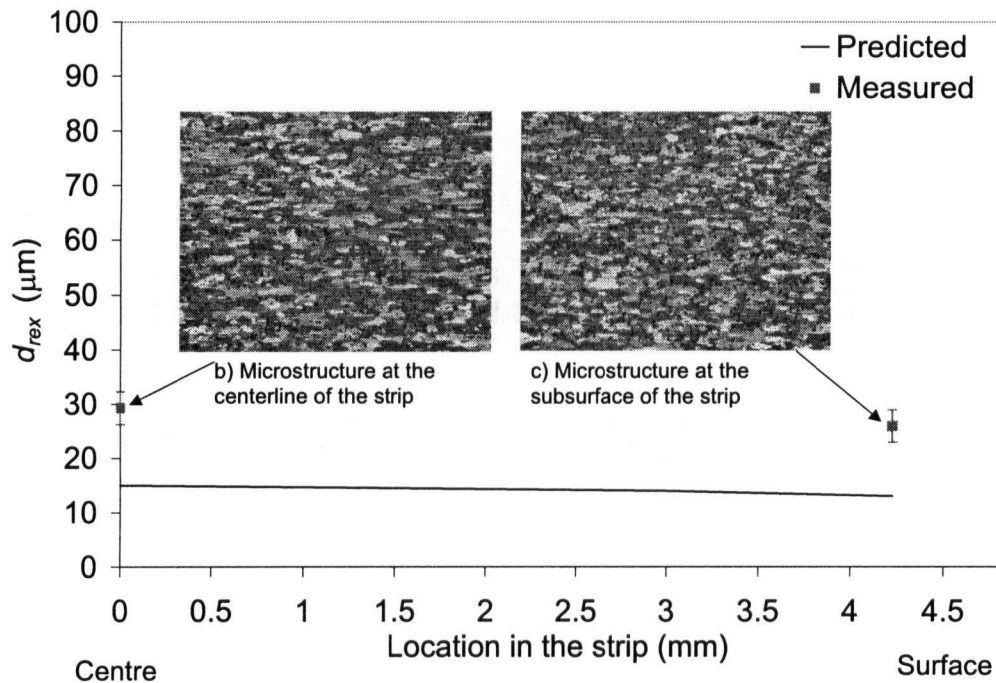 100
90
80
70
60
50
40
30
20
10
0
d_rex (µm)
Predicted
Measured
b) Microstructure at the
centerline of the strip
c) Microstructure at the
subsurface of the strip
0 0.5 1 1.5 2 2.5 3 3.5 4 4.5
Location in the strip (mm)
Centre
Surface